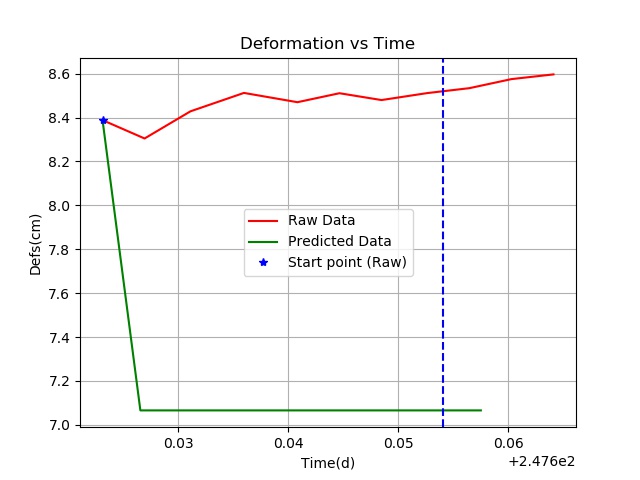 Deformation vs Time
8.6
8.4
8.2
8.0
7.8
7.6
7.4
7.2
7.0
Defs(cm)
Raw Data
Predicted Data
Start point (Raw)
0.03 0.04 0.05 0.06
Time(d)
+2.476e2